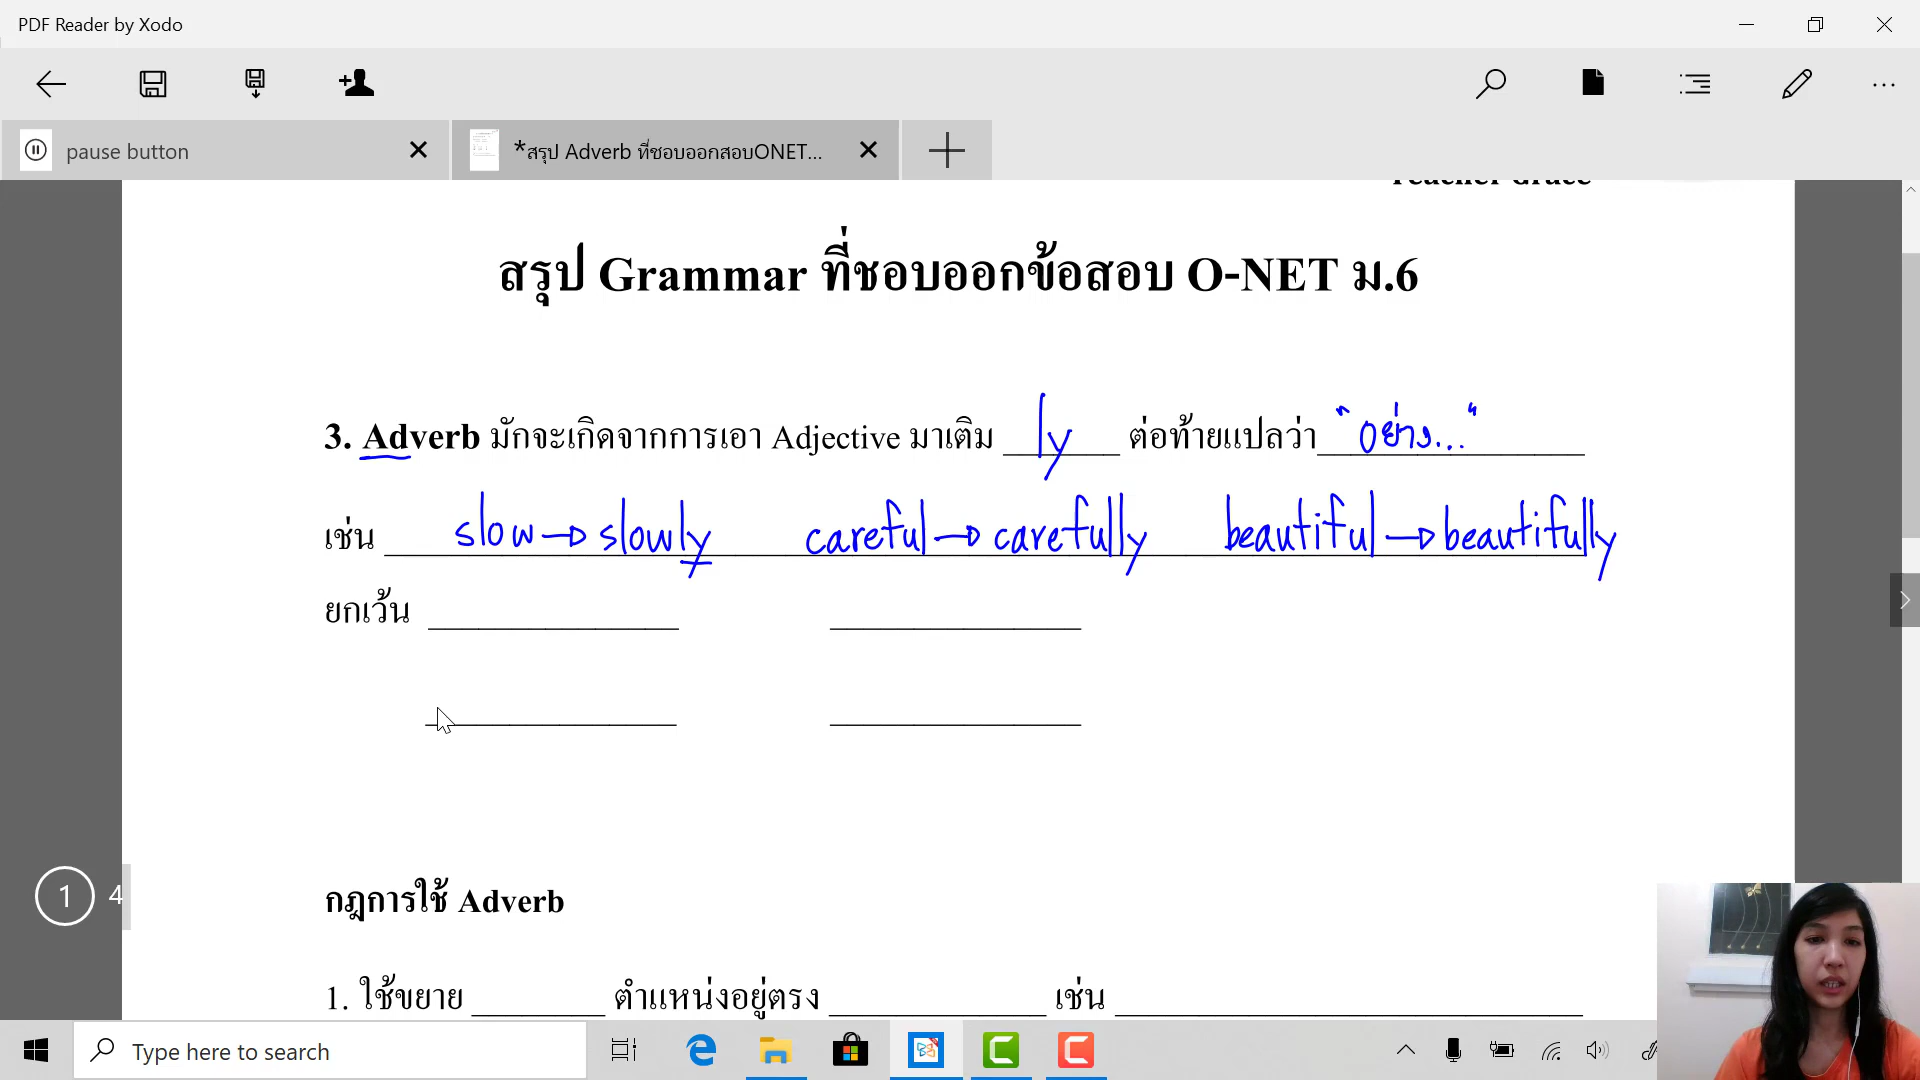 PDF Reader by Xodo
pause button
*สรุป Adverb ที่ชอบออกสอบONET...
Teacher Grace
สรุป Grammar ที่ชอบออกข้อสอบ O-NET ม.6
3. Adverb มักจะเกิดจากการเอา Adjective มาเติม ly ต่อท้ายแปลว่า "อย่าง..."
เช่น slow → slowly careful → carefully beautiful → beautifully
ยกเว้น
กฎการใช้ Adverb
1. ใช้ขยาย ________ ตำแหน่งอยู่ตรง ________ เช่น ________
1 4
Type here to search